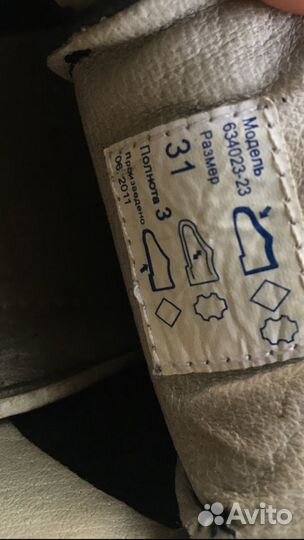 Модель
634023-23
Размер
31
Полнота 3
Произведено
06. 2011
Avito